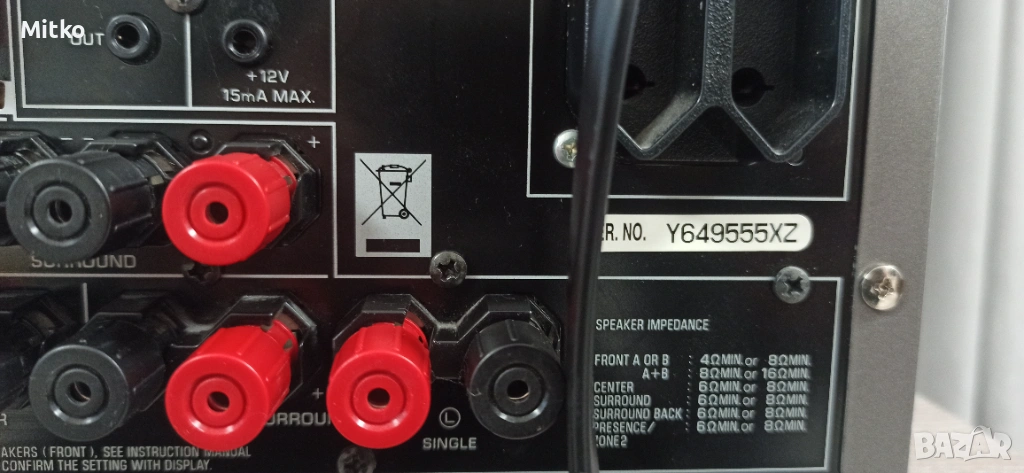 Mitko
OUT
+12V
15mA MAX.
+
SURROUND
.R. NO. Y649555XZ
SPEAKER IMPEDANCE
FRONT A OR B : 4ΩMIN. or 8ΩMIN.
A+B : 8ΩMIN. or 16ΩMIN.
CENTER : 6ΩMIN. or 8ΩMIN.
SURROUND : 6ΩMIN. or 8ΩMIN.
SURROUND BACK : 6ΩMIN. or 8ΩMIN.
PRESENCE/ : 6ΩMIN. or 8ΩMIN.
ZONE2
+
L
SINGLE
AKERS ( FRONT ), SEE INSTRUCTION MANUAL
CONFIRM THE SETTING WITH DISPLAY.
BAZAR